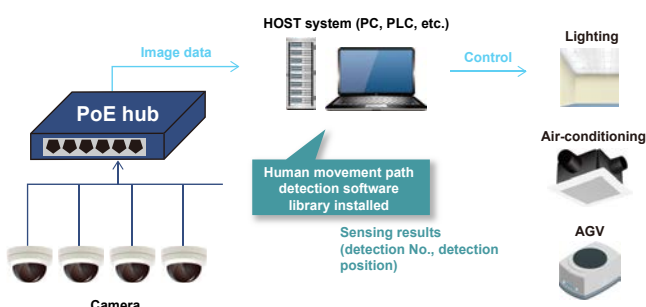 HOST system (PC, PLC, etc.)
Image data
Control
Lighting
PoE hub
Air-conditioning
Human movement path
detection software
library installed
Sensing results
(detection No., detection
position)
AGV
Camera